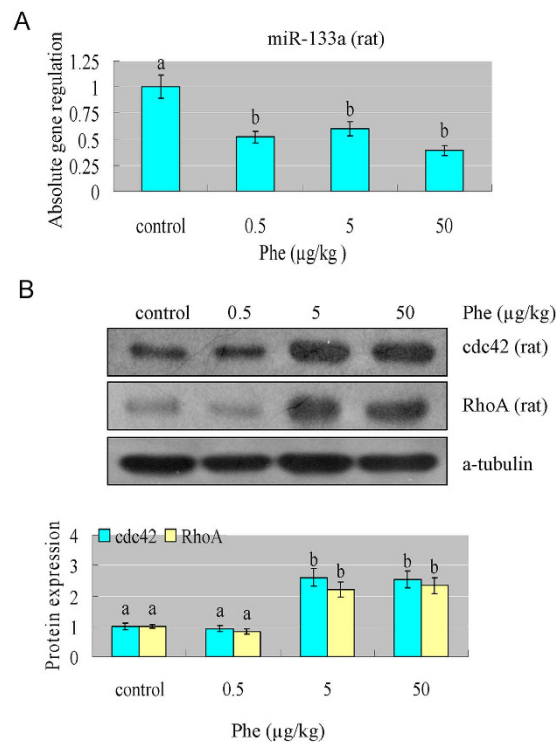 A
miR-133a (rat)
Absolute gene regulation
1.25
1
0.75
0.5
0.25
0
a
b
b
b
control 0.5 5 50
Phe (µg/kg )
B
control 0.5 5 50 Phe (µg/kg)
cdc42 (rat)
RhoA (rat)
a-tubulin
cdc42 RhoA
Protein expression
4
3
2
1
0
a a a a b b b b
control 0.5 5 50
Phe (µg/kg)